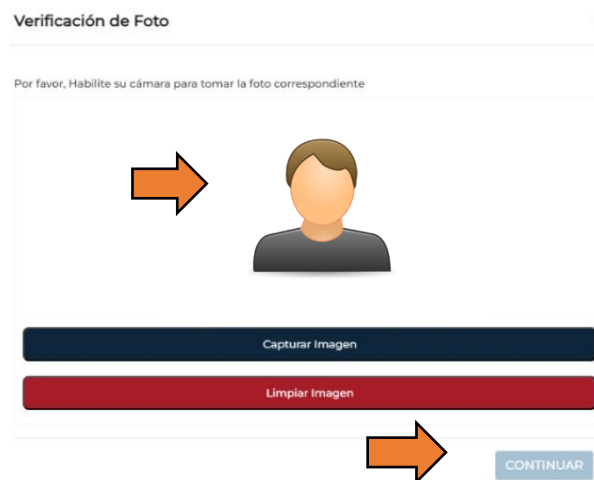 Verificación de Foto
Por favor, Habilite su cámara para tomar la foto correspondiente
Capturar Imagen
Limpiar Imagen
CONTINUAR